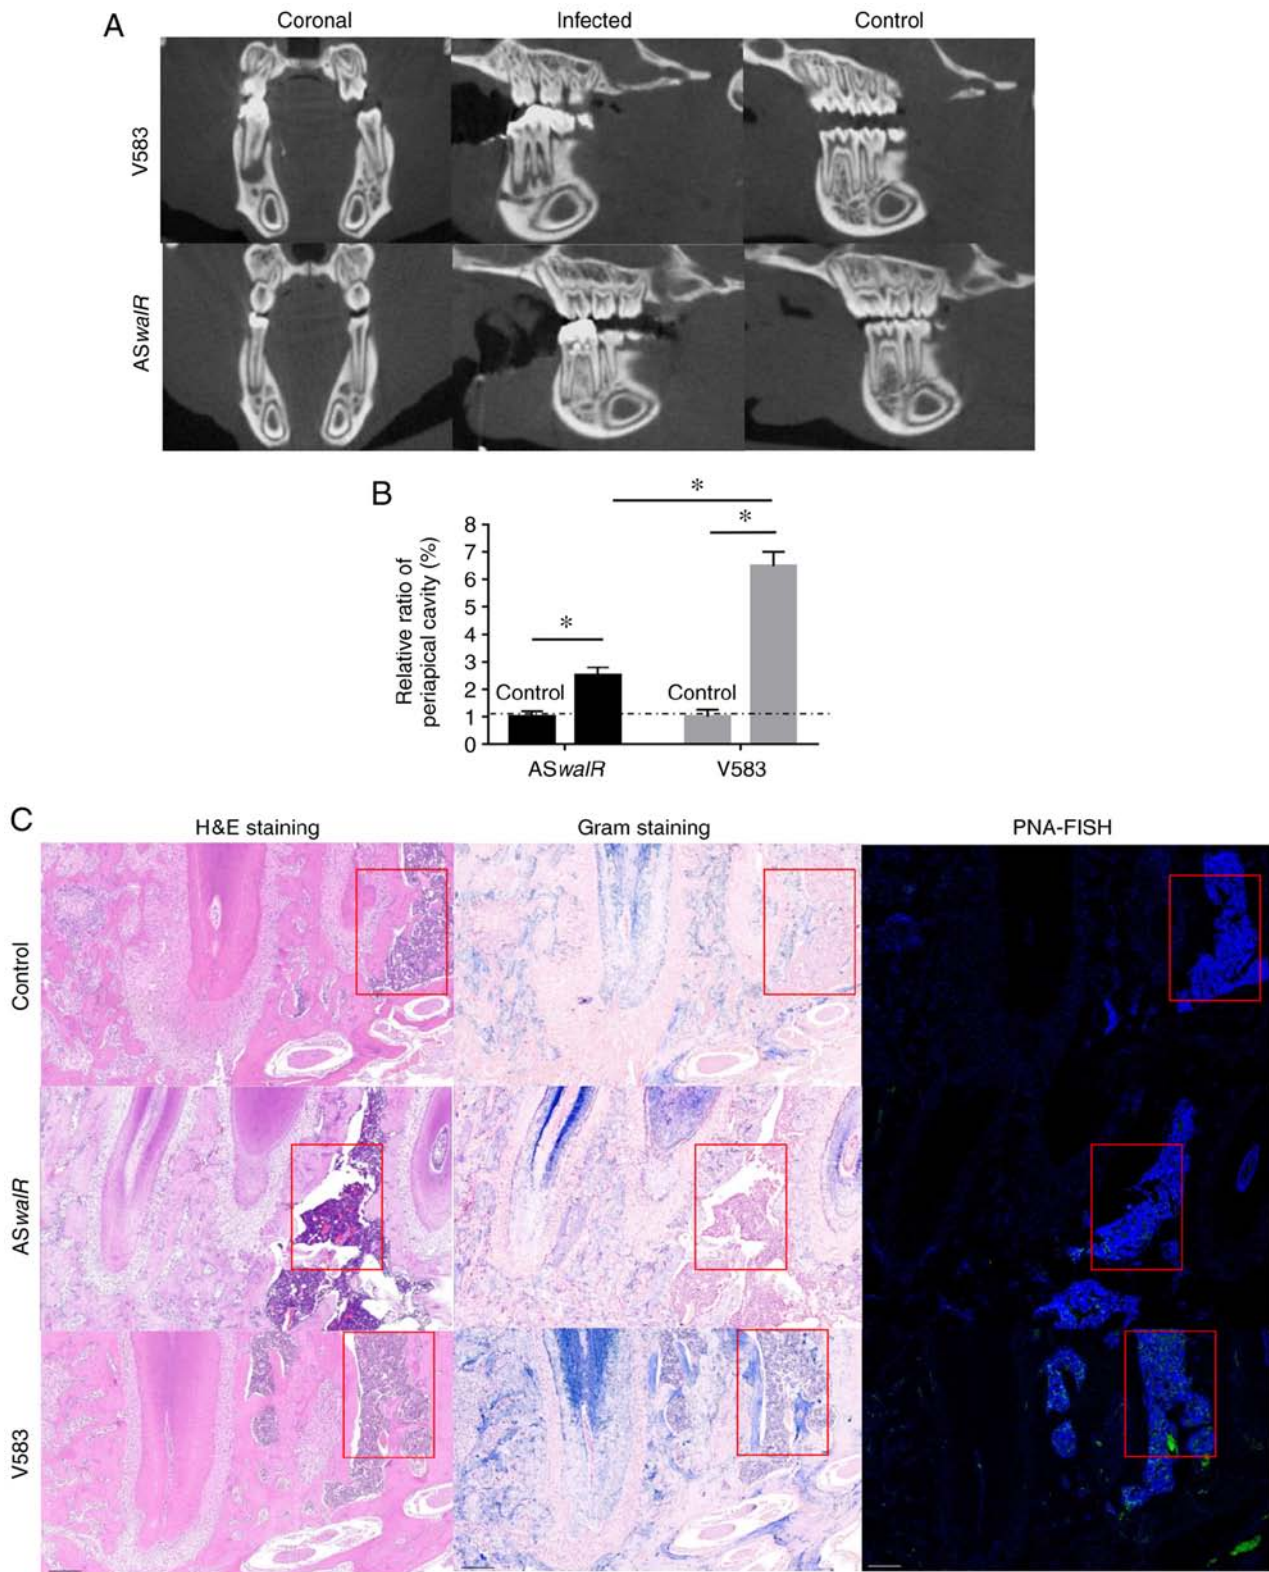 A
Coronal
Infected
Control
V583
ASwalR
B
*
*
*
Relative ratio of
periapical cavity (%)
8
7
6
5
4
3
2
1
0
Control
Control
ASwalR
V583
C
H&E staining
Gram staining
PNA-FISH
Control
ASwalR
V583